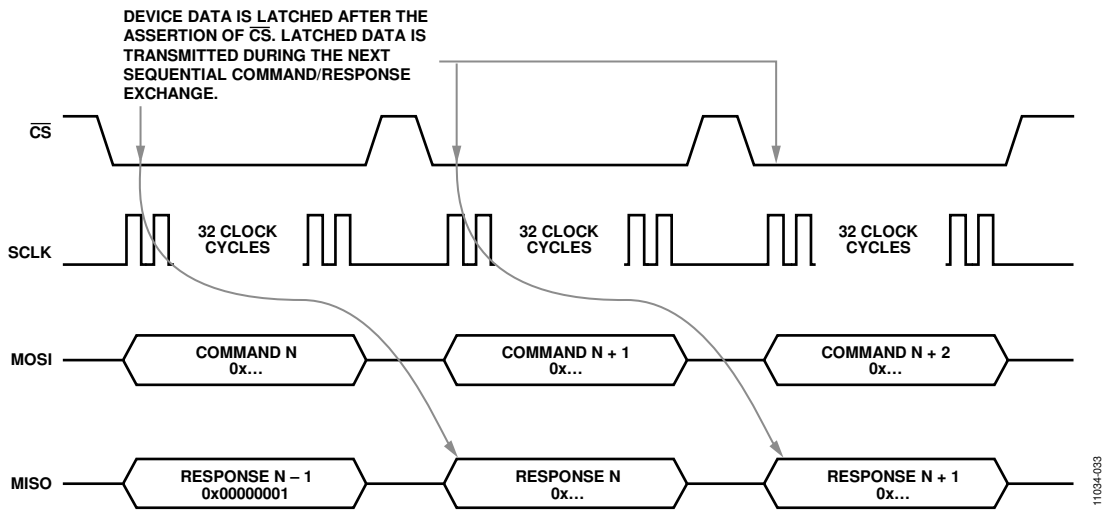 DEVICE DATA IS LATCHED AFTER THE
ASSERTION OF C̅S̅. LATCHED DATA IS
TRANSMITTED DURING THE NEXT
SEQUENTIAL COMMAND/RESPONSE
EXCHANGE.
C̅S̅
SCLK
32 CLOCK
CYCLES
32 CLOCK
CYCLES
32 CLOCK
CYCLES
MOSI
COMMAND N
0x…
COMMAND N + 1
0x…
COMMAND N + 2
0x…
MISO
RESPONSE N – 1
0x00000001
RESPONSE N
0x…
RESPONSE N + 1
0x…
11034-033